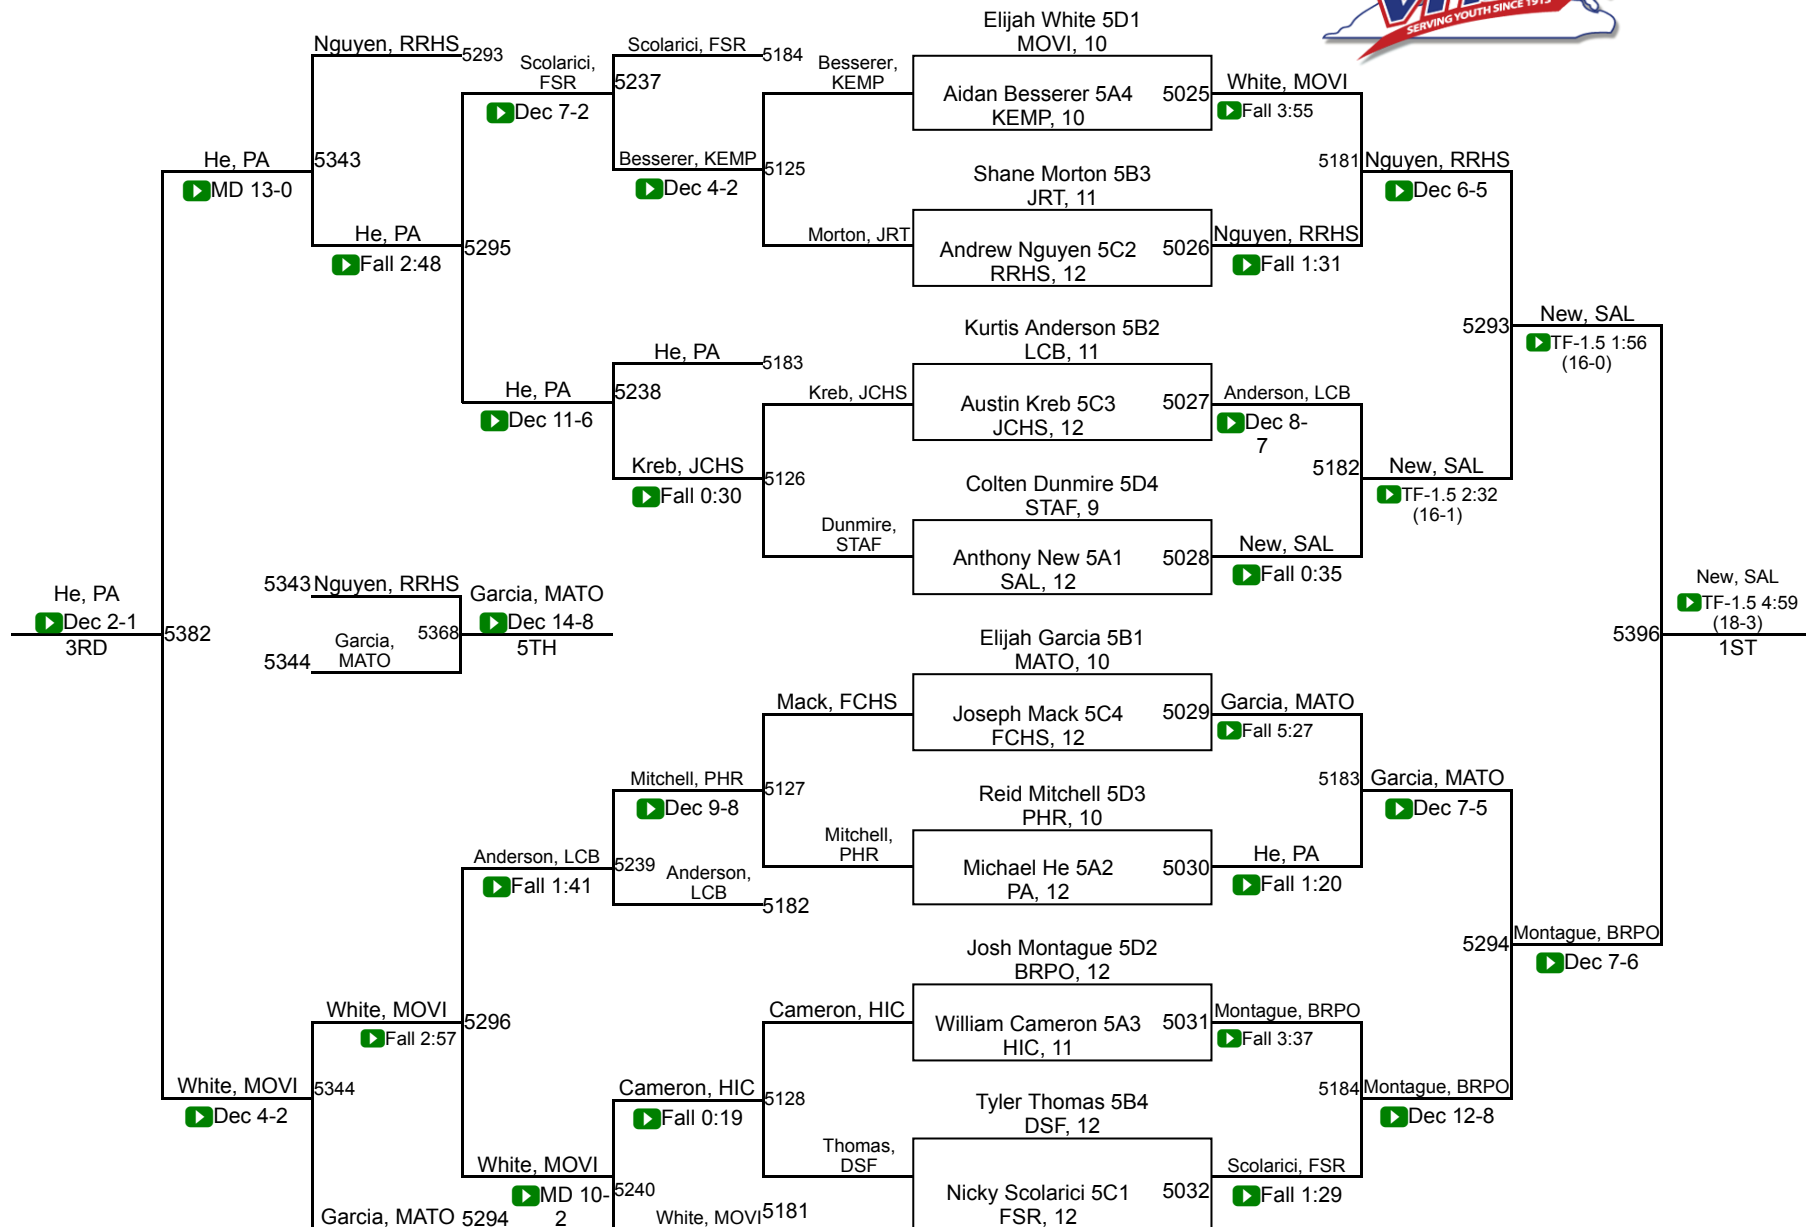 SERVING YOUTH SINCE 1913
Nguyen, RRHS
5293
He, PA
MD 13-0
5343
He, PA
Fall 2:48
Scolarici,
FSR
Dec 7-2
5295
He, PA
Dec 11-6
Scolarici, FSR
5184
5237
Besserer, KEMP
Dec 4-2
5125
He, PA
5183
5238
Kreb, JCHS
Fall 0:30
5126
Besserer,
KEMP
Morton, JRT
Kreb, JCHS
Dunmire,
STAF
Elijah White 5D1
MOVI, 10
Aidan Besserer 5A4
KEMP, 10
5025
Shane Morton 5B3
JRT, 11
Andrew Nguyen 5C2
RRHS, 12
5026
Kurtis Anderson 5B2
LCB, 11
Austin Kreb 5C3
JCHS, 12
5027
Colten Dunmire 5D4
STAF, 9
Anthony New 5A1
SAL, 12
5028
White, MOVI
Fall 3:55
Nguyen, RRHS
Fall 1:31
Anderson, LCB
Dec 8-
7
New, SAL
Fall 0:35
5181
Nguyen, RRHS
Dec 6-5
5182
New, SAL
TF-1.5 2:32
(16-1)
5293
New, SAL
TF-1.5 1:56
(16-0)
He, PA
Dec 2-1
3RD
5382
5343
Nguyen, RRHS
5344
Garcia,
MATO
5368
Garcia, MATO
Dec 14-8
5TH
5396
New, SAL
TF-1.5 4:59
(18-3)
1ST
Mack, FCHS
Mitchell, PHR
Dec 9-8
5127
Mitchell,
PHR
Anderson, LCB
Fall 1:41
5239
Anderson,
LCB
5182
White, MOVI
Fall 2:57
5296
White, MOVI
Dec 4-2
5344
Cameron, HIC
Cameron, HIC
Fall 0:19
5128
Thomas,
DSF
White, MOVI
MD 10-
2
5240
White, MOVI
5181
Garcia, MATO
5294
Elijah Garcia 5B1
MATO, 10
Joseph Mack 5C4
FCHS, 12
5029
Reid Mitchell 5D3
PHR, 10
Michael He 5A2
PA, 12
5030
Josh Montague 5D2
BRPO, 12
William Cameron 5A3
HIC, 11
5031
Tyler Thomas 5B4
DSF, 12
Nicky Scolarici 5C1
FSR, 12
5032
Garcia, MATO
Fall 5:27
He, PA
Fall 1:20
Montague, BRPO
Fall 3:37
Scolarici, FSR
Fall 1:29
5183
Garcia, MATO
Dec 7-5
5184
Montague, BRPO
Dec 12-8
5294
Montague, BRPO
Dec 7-6